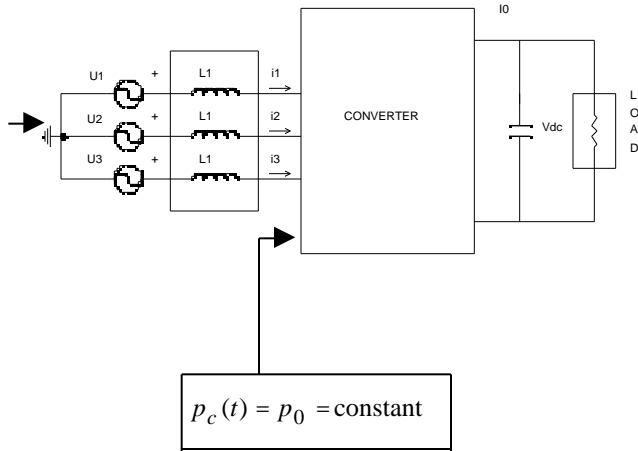 I0
U1 + L1 i1
U2 + L1 i2
U3 + L1 i3
CONVERTER
Vdc
L
O
A
D
p_c(t) = p_0 = constant